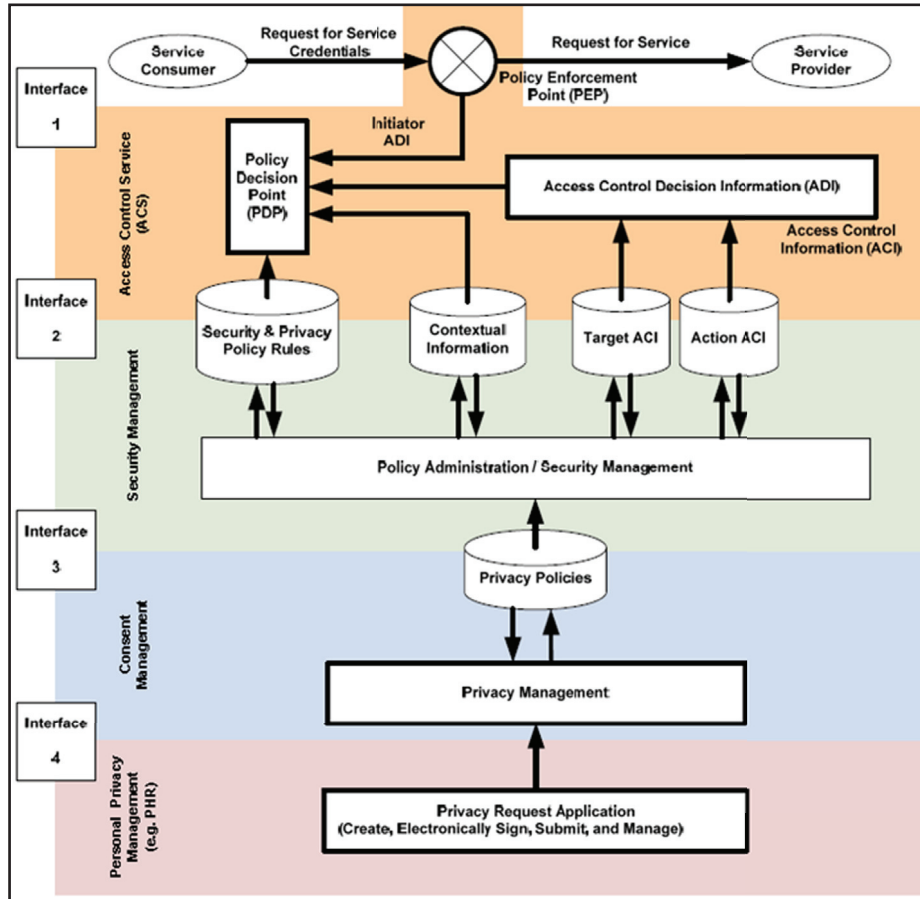 Service
Consumer
Request for Service
Credentials
Request for Service
Service
Provider
Policy Enforcement
Point (PEP)
Interface
1
Initiator
ADI
Policy
Decision
Point
(PDP)
Access Control Decision Information (ADI)
Access Control
Information (ACI)
Access Control Service
(ACS)
Interface
2
Security & Privacy
Policy Rules
Contextual
Information
Target ACI
Action ACI
Security Management
Policy Administration / Security Management
Interface
3
Privacy Policies
Consent
Management
Privacy Management
Interface
4
Personal Privacy
Management
(e.g. PHR)
Privacy Request Application
(Create, Electronically Sign, Submit, and Manage)